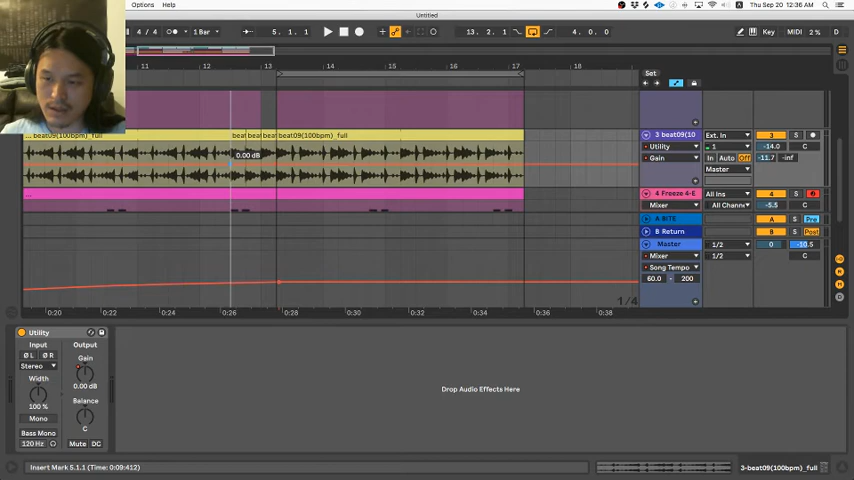 Options Help
Untitled
Thu Sep 20 12:36 AM
4 / 4
1 Bar
5. 1. 1
13. 2. 1
4. 0. 0
Key
MIDI 2%
D
11 12 13 14 15 16 17 18
Set
... beat09(100bpm)_full
beat
beat09(100bpm)_full
0.00 dB
3 beat09(10
Ext. In
3
S
Utility
1
-14.0
C
Gain
In
Auto
Off
-11.7
-inf
Master
...
4 Freeze 4-E
All Ins
4
S
Mixer
All Chann
-5.5
C
A BITE
A
S
Pre
B Return
B
S
Post
Master
1/2
0
-10.5
Mixer
1/2
C
Song Tempo
60.0
200
1/4
0:22 0:24 0:26 0:28 0:30 0:32 0:34 0:36 0:38
Utility
Input
Output
Ø L
Ø R
Gain
Stereo
Width
0.00 dB
100 %
Balance
Mono
C
Bass Mono
120 Hz
Mute
DC
Drop Audio Effects Here
Insert Mark 5.1.1 (Time: 0:09:412)
3-beat09(100bpm)_full